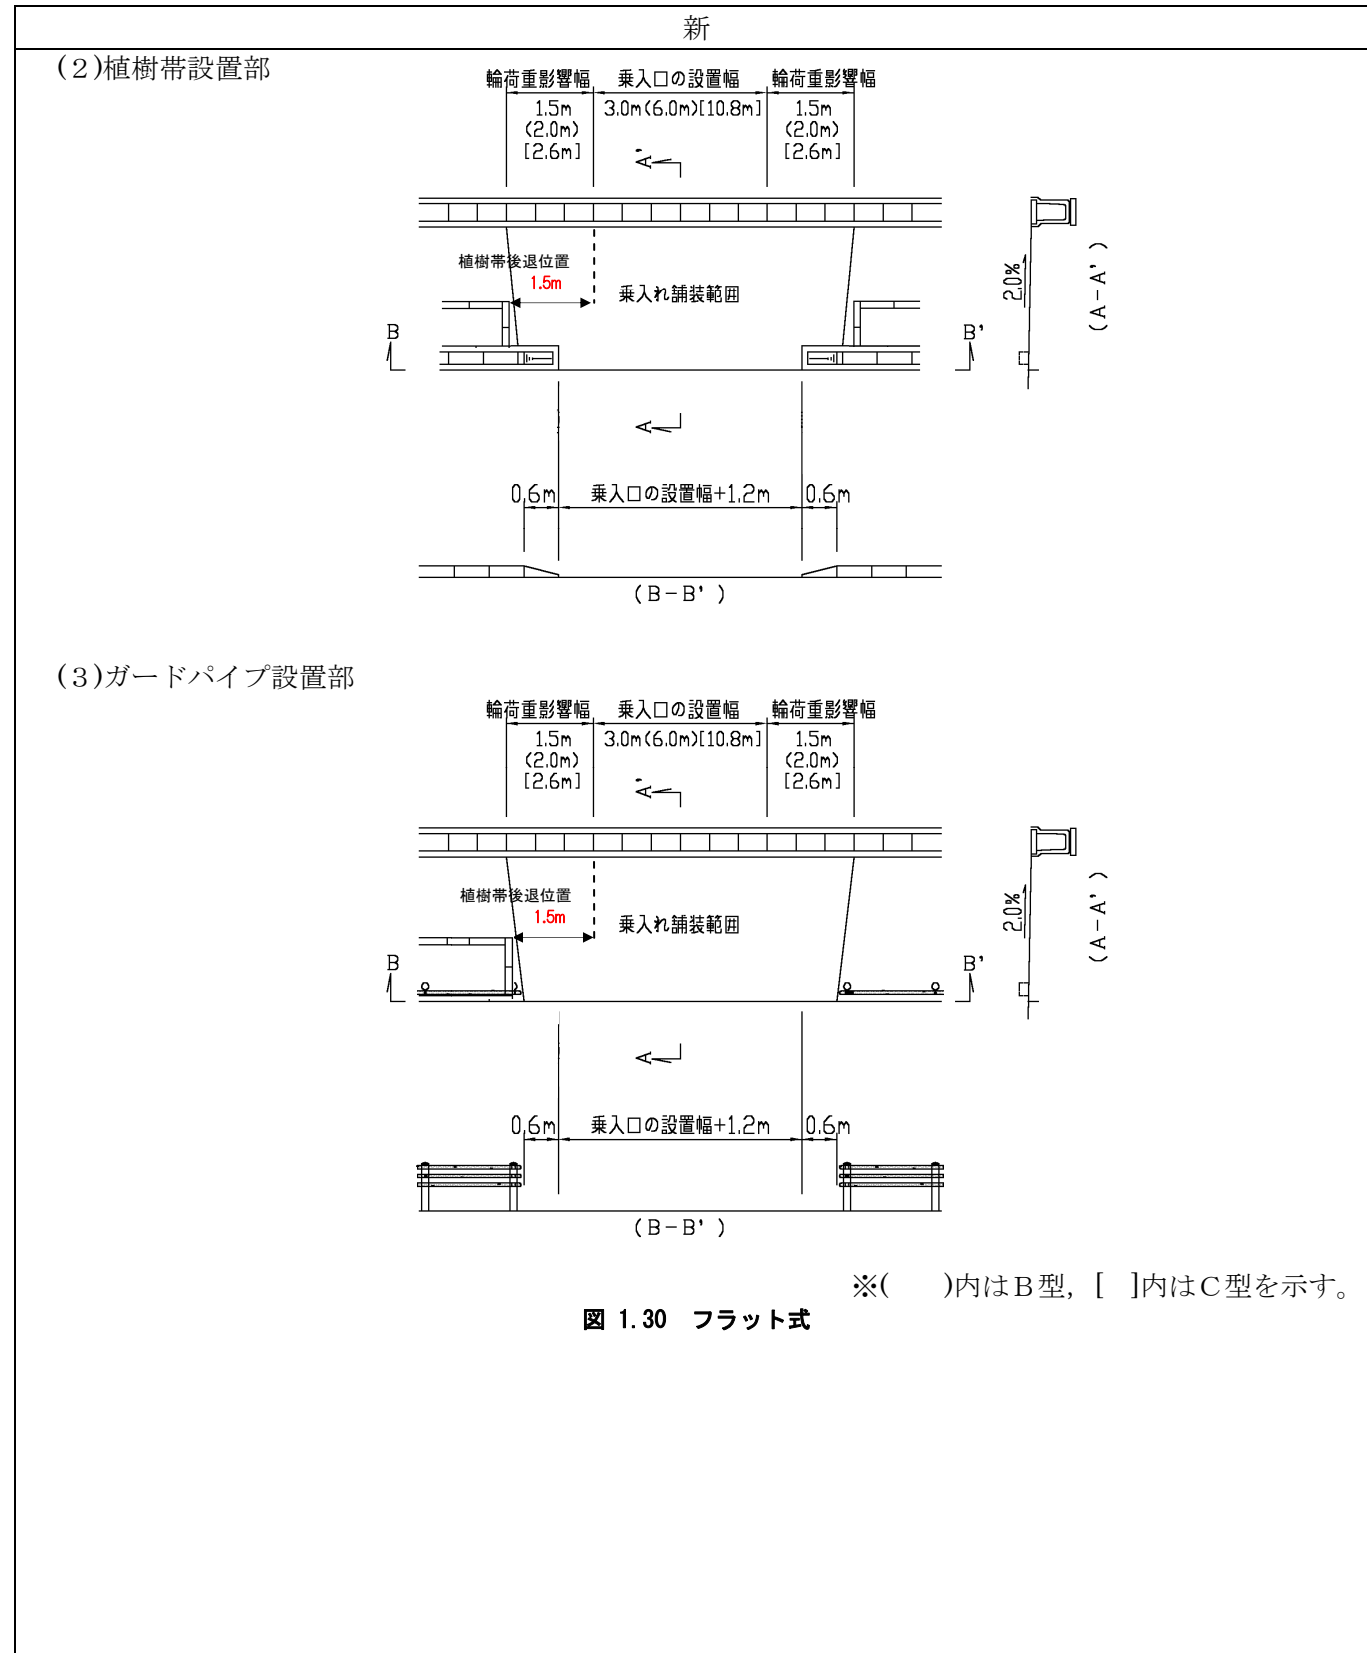 新
(2)植樹帯設置部
輪荷重影響幅 乗入口の設置幅 輪荷重影響幅
1.5m 3.0m(6.0m)[10.8m] 1.5m
(2.0m) (2.0m)
[2.6m] [2.6m]
A'
植樹帯後退位置
1.5m
乗入れ舗装範囲
2.0%
(A-A')
B B'
A
0.6m 乗入口の設置幅+1.2m 0.6m
(B-B')
(3)ガードパイプ設置部
輪荷重影響幅 乗入口の設置幅 輪荷重影響幅
1.5m 3.0m(6.0m)[10.8m] 1.5m
(2.0m) (2.0m)
[2.6m] [2.6m]
A'
植樹帯後退位置
1.5m
乗入れ舗装範囲
2.0%
(A-A')
B B'
A
0.6m 乗入口の設置幅+1.2m 0.6m
(B-B')
※(　　)内はB型，[　]内はC型を示す。
図 1.30　フラット式